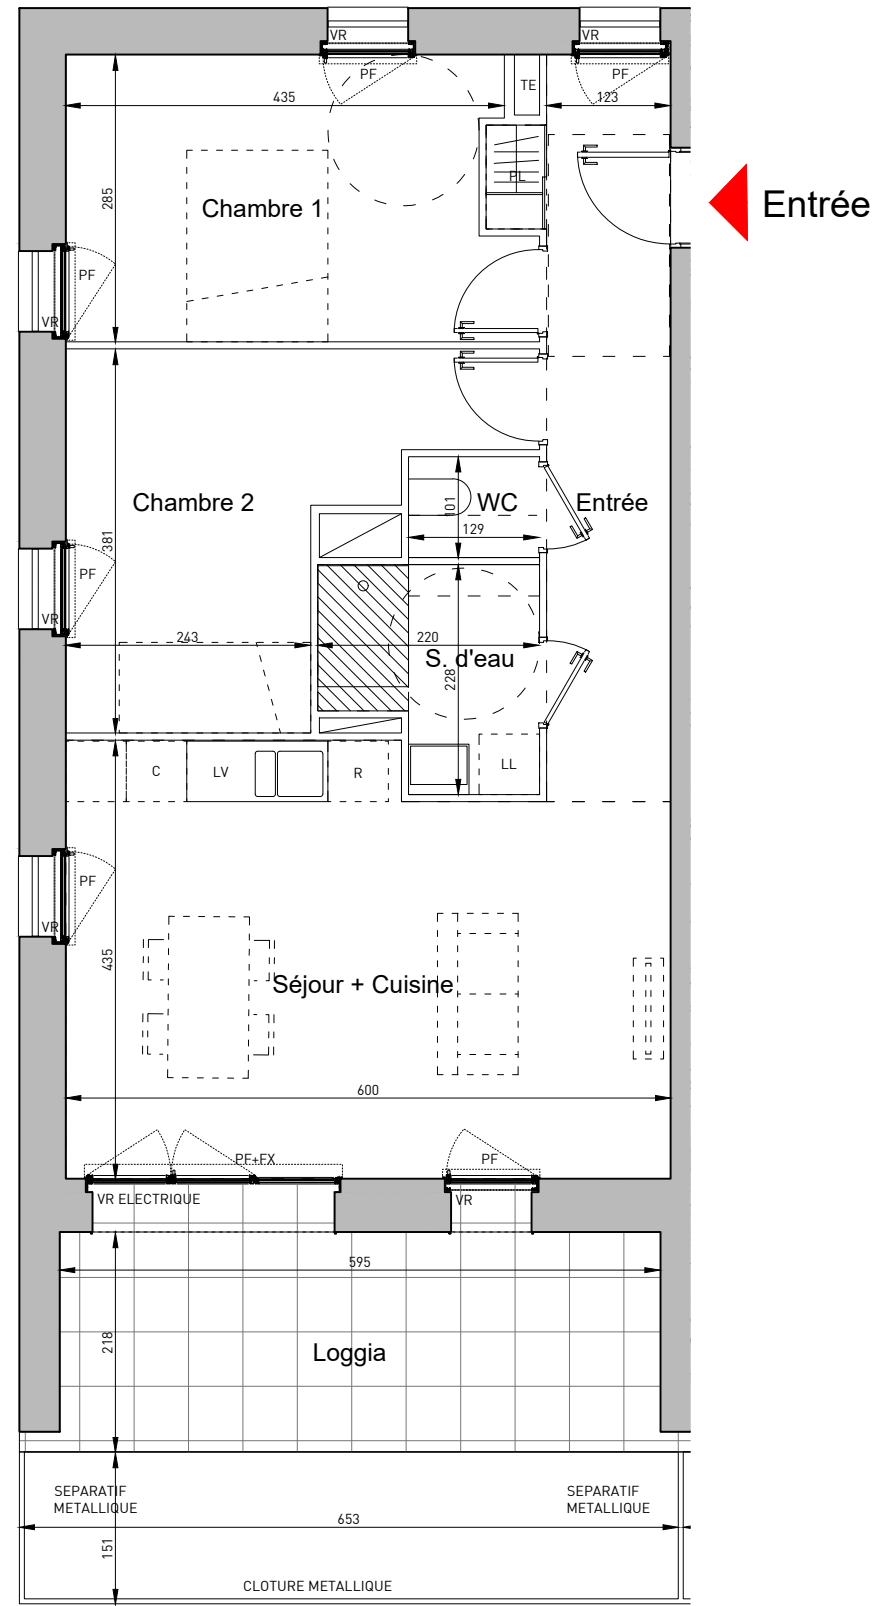 VR
VR
PF
PF
TE
435
123
PL
285
Chambre 1
Entrée
PF
VR
Chambre 2
101
WC
Entrée
129
381
PF
VR
243
220
S. d'eau
228
C
LV
R
LL
PF
VR
435
Séjour + Cuisine
600
PF+FX
PF
VR ELECTRIQUE
VR
595
218
Loggia
SEPARATIF
METALLIQUE
SEPARATIF
METALLIQUE
653
151
CLOTURE METALLIQUE